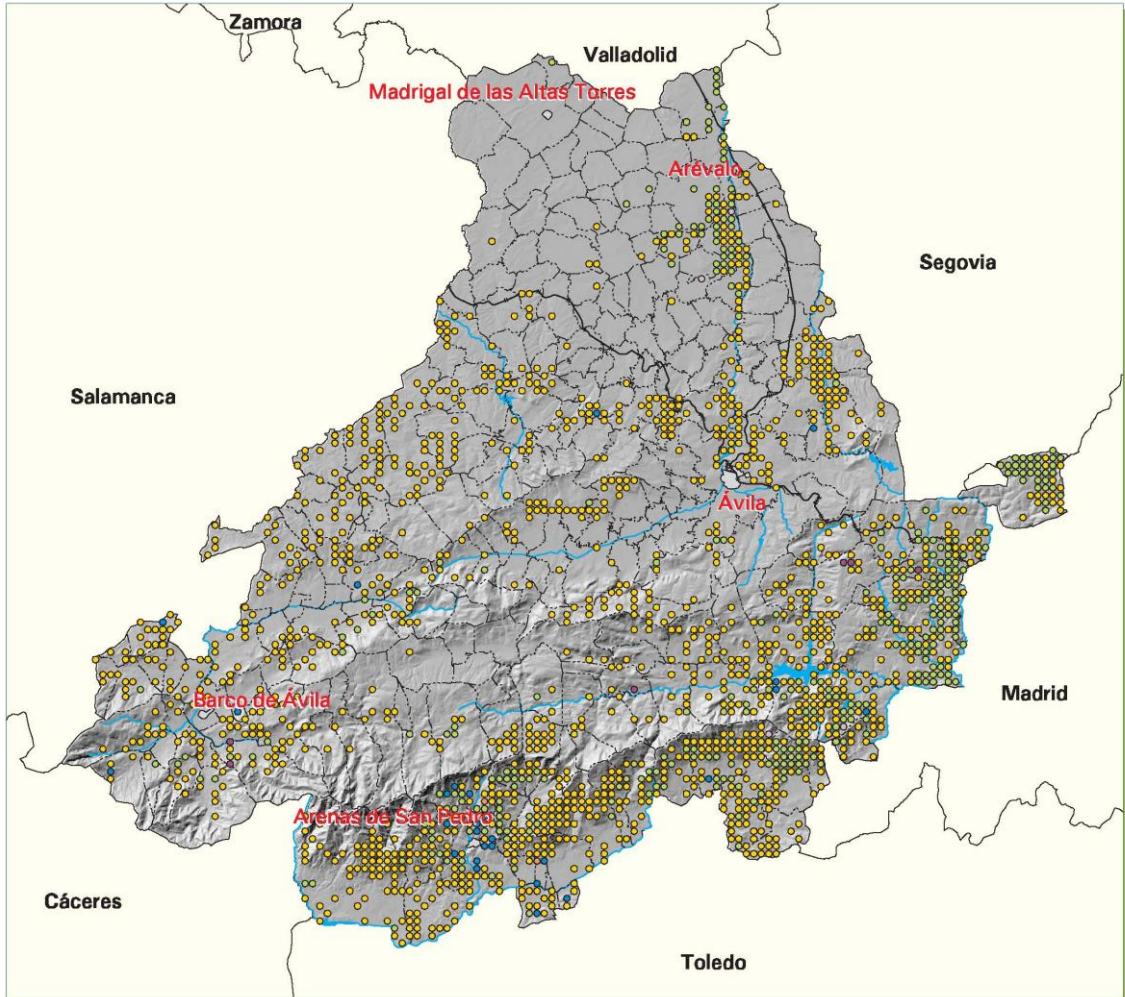 Zamora
Valladolid
Madrigal de las Altas Torres
Arévalo
Segovia
Salamanca
Ávila
Barco de Ávila
Madrid
Arenas de San Pedro
Cáceres
Toledo